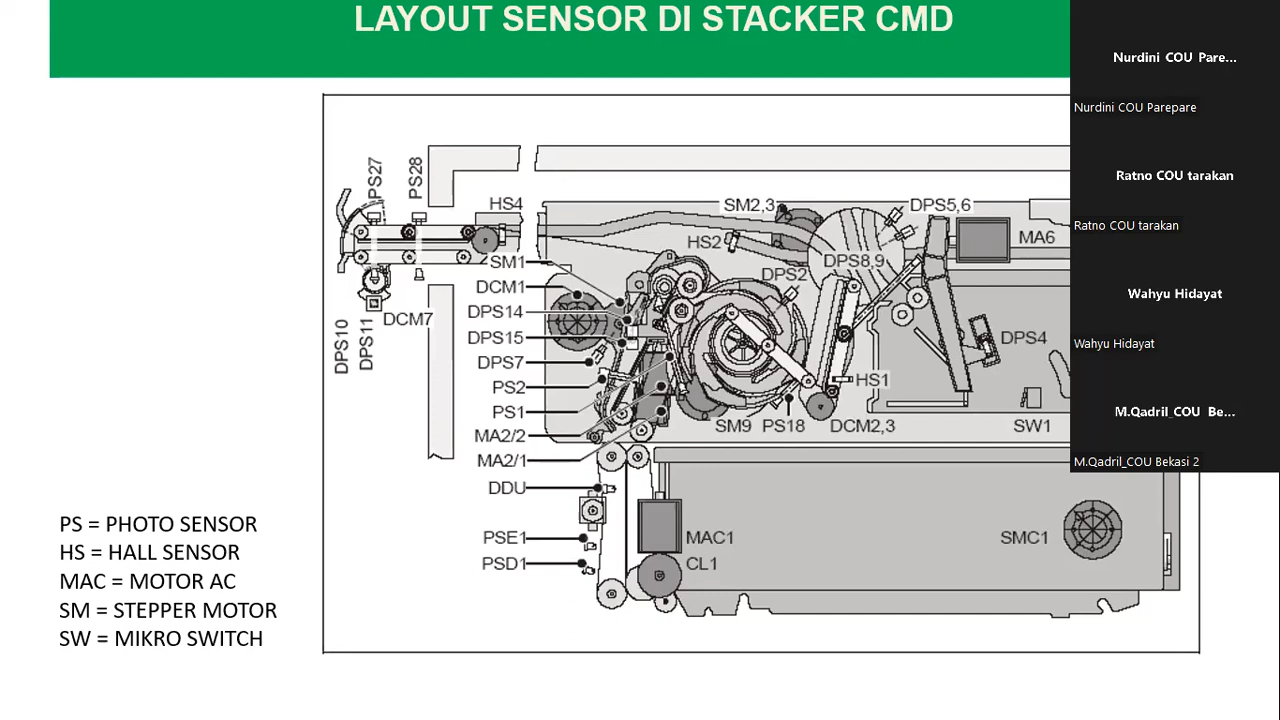 LAYOUT SENSOR DI STACKER CMD
Nurdini COU Pare...
Nurdini COU Parepare
Ratno COU tarakan
Ratno COU tarakan
Wahyu Hidayat
Wahyu Hidayat
M.Qadril_COU Be...
M.Qadril_COU Bekasi 2
PS27
PS28
HS4
SM2,3
DPS5,6
MA6
HS2
DPS8,9
DPS2
SM1
DCM1
DPS14
DPS15
DPS7
PS2
PS1
MA2/2
MA2/1
DDU
PSE1
PSD1
DCM7
DPS10
DPS11
DPS4
HS1
SM9
PS18
DCM2,3
SW1
MAC1
CL1
SMC1
PS = PHOTO SENSOR
HS = HALL SENSOR
MAC = MOTOR AC
SM = STEPPER MOTOR
SW = MIKRO SWITCH